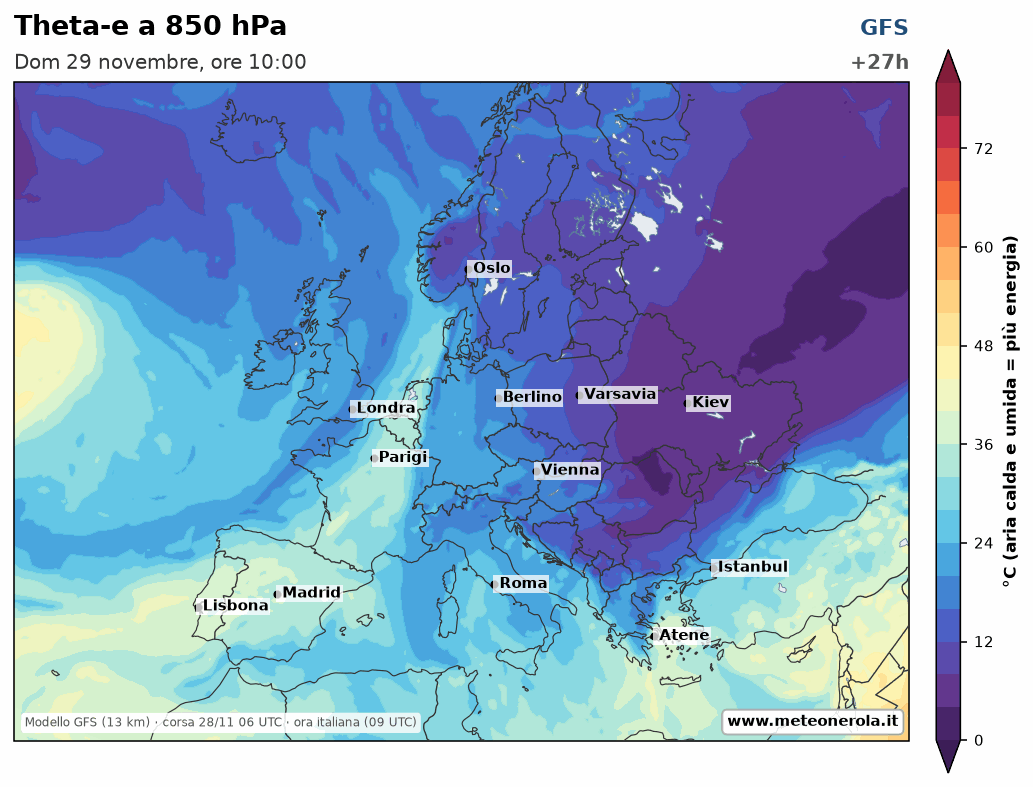 Theta-e a 850 hPa
GFS
Dom 29 novembre, ore 10:00
+27h
72
60
48
36
24
12
0
°C (aria calda e umida = più energia)
Oslo
Londra
Berlino
Varsavia
Kiev
Parigi
Vienna
Istanbul
Roma
Madrid
Lisbona
Atene
Modello GFS (13 km) · corsa 28/11 06 UTC · ora italiana (09 UTC)
www.meteonerola.it